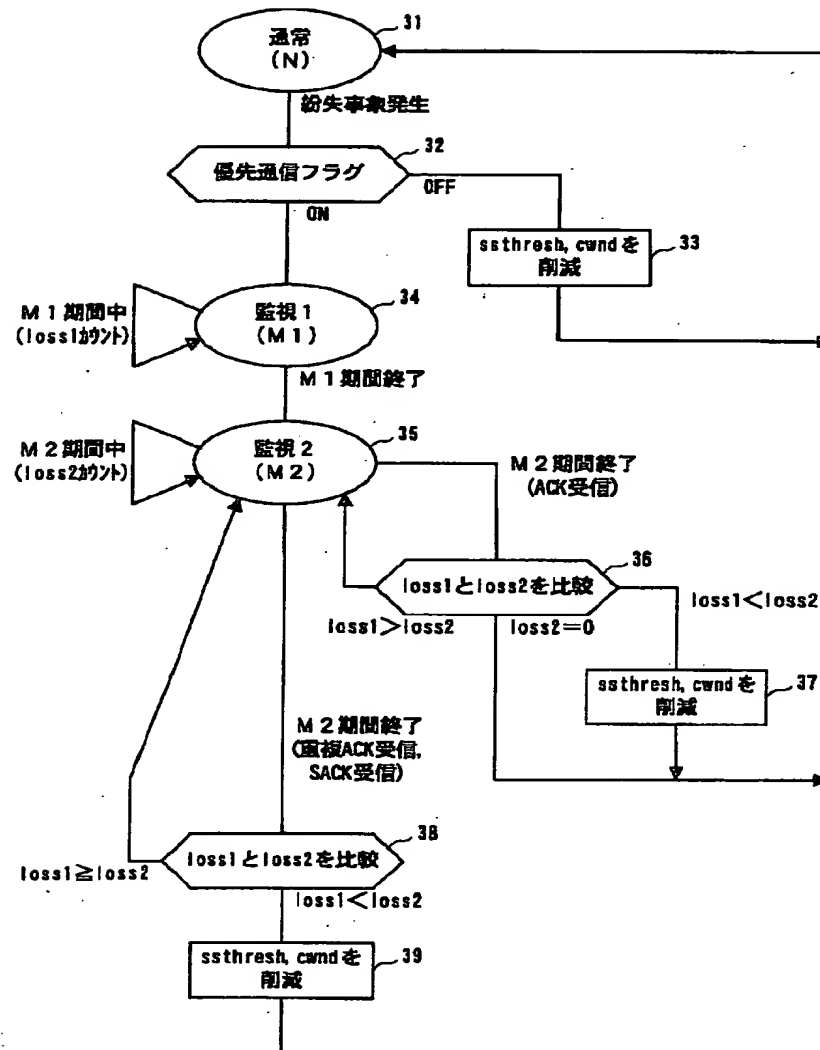 31
通常
(N)
紛失事象発生
32
優先通信フラグ
OFF
ON
ssthresh, cwndを
削減
33
34
M1期間中
(loss1カウント)
監視1
(M1)
M1期間終了
35
M2期間中
(loss2カウント)
監視2
(M2)
M2期間終了
(ACK受信)
36
loss1とloss2を比較
loss1<loss2
loss1>loss2
loss2=0
ssthresh, cwndを
削減
37
M2期間終了
(重複ACK受信,
SACK受信)
38
loss1とloss2を比較
loss1≧loss2
loss1<loss2
ssthresh, cwndを
削減
39